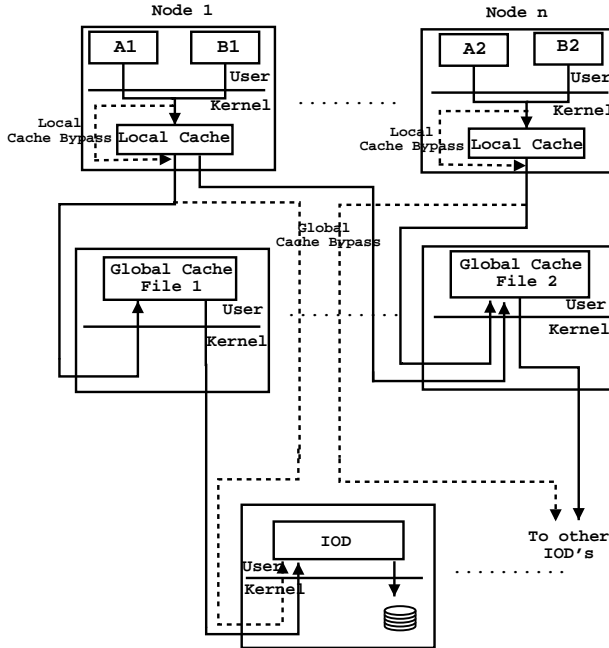 Node 1
Node n
A1
B1
A2
B2
User
Kernel
User
Kernel
Local
Cache Bypass
Local Cache
Local
Cache Bypass
Local Cache
Global
Cache Bypass
Global Cache
File 1
User
Kernel
Global Cache
File 2
User
Kernel
IOD
User
Kernel
To other
IOD's